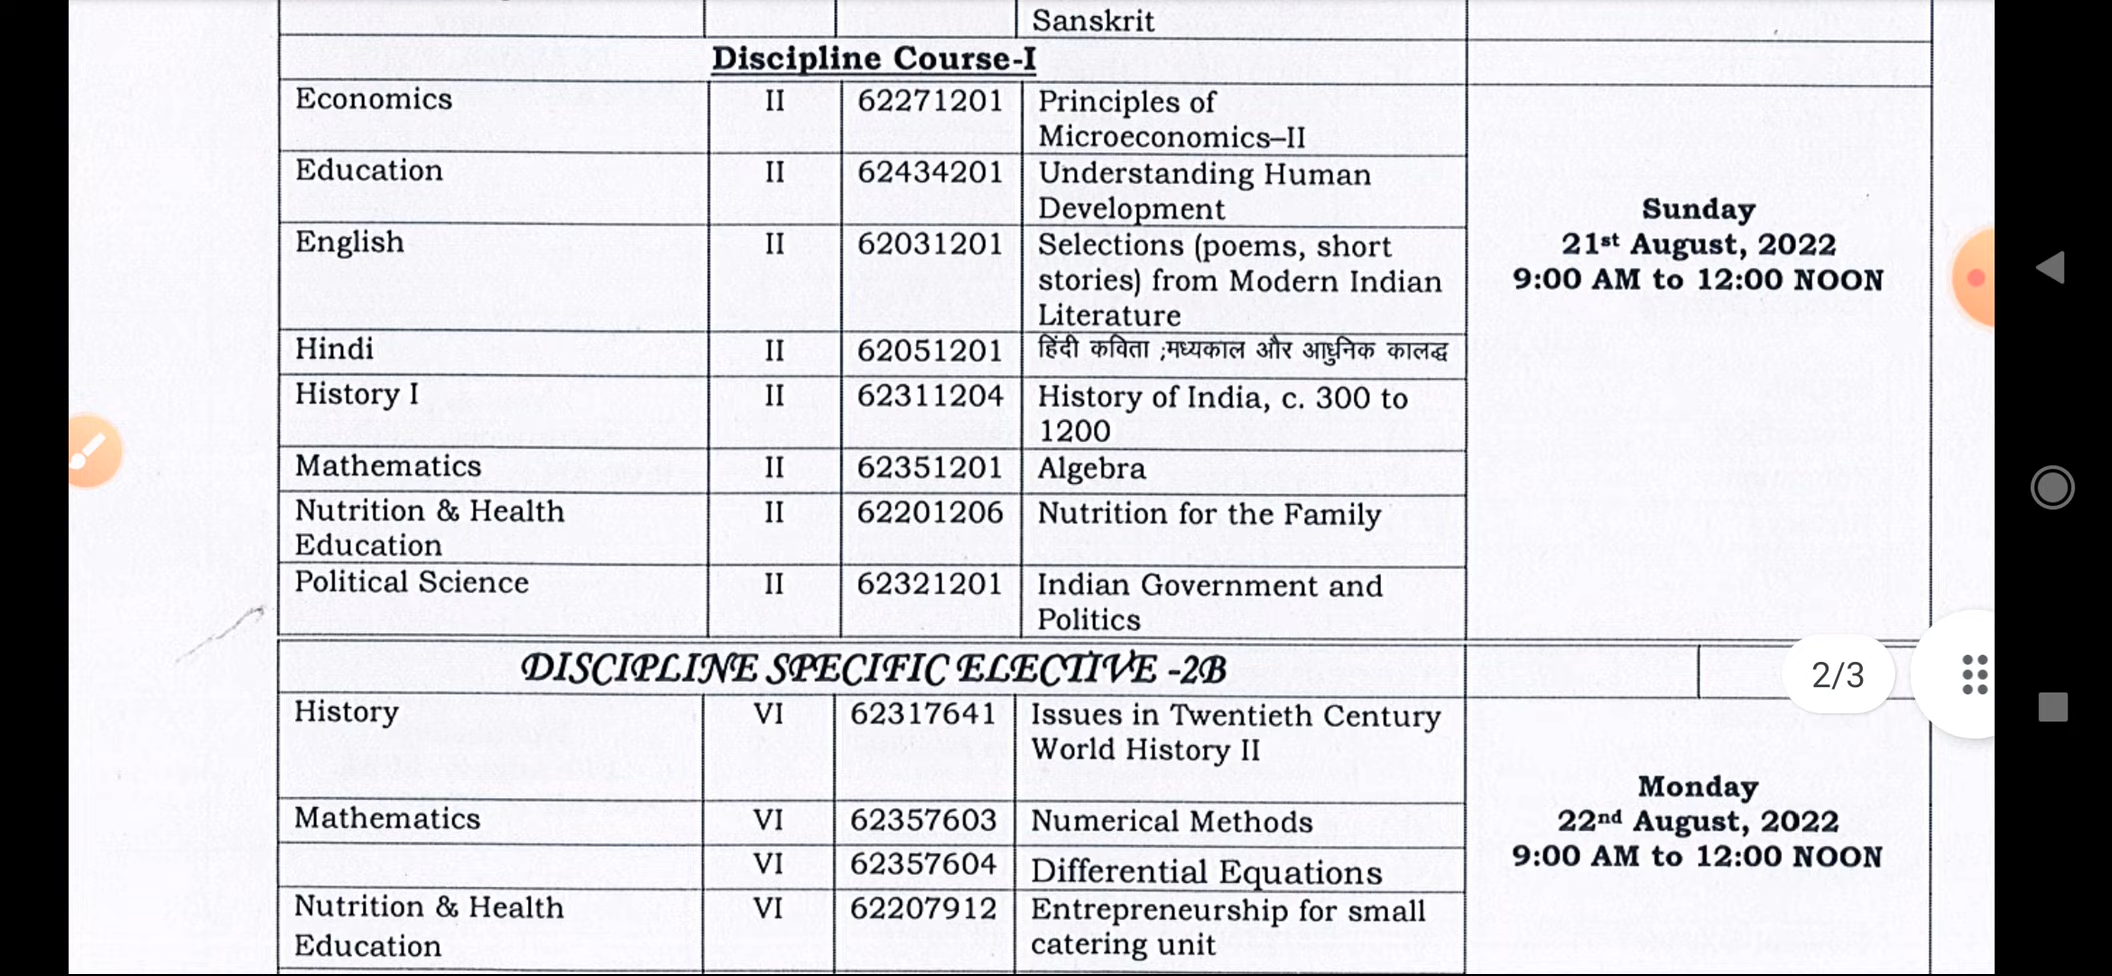 Sanskrit
Discipline Course-I
Economics II 62271201 Principles of
Microeconomics–II
Education II 62434201 Understanding Human
Development
Sunday
21st August, 2022
9:00 AM to 12:00 NOON
English II 62031201 Selections (poems, short
stories) from Modern Indian
Literature
Hindi II 62051201 हिंदी कविता ;मध्यकाल और आधुनिक कालद्ध
History I II 62311204 History of India, c. 300 to
1200
Mathematics II 62351201 Algebra
Nutrition & Health II 62201206 Nutrition for the Family
Education
Political Science II 62321201 Indian Government and
Politics
DISCIPLINE SPECIFIC ELECTIVE -2B
2/3
History VI 62317641 Issues in Twentieth Century
World History II
Monday
22nd August, 2022
9:00 AM to 12:00 NOON
Mathematics VI 62357603 Numerical Methods
VI 62357604 Differential Equations
Nutrition & Health VI 62207912 Entrepreneurship for small
Education catering unit